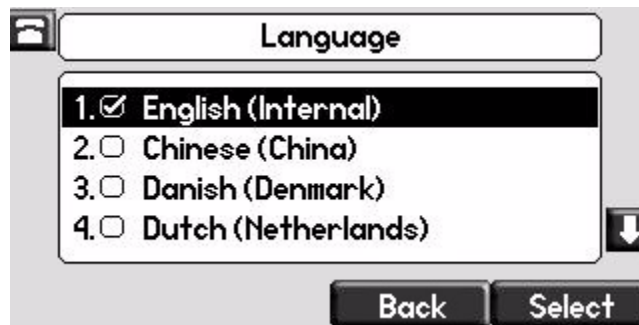 Language
1. English (Internal)
2. Chinese (China)
3. Danish (Denmark)
4. Dutch (Netherlands)
Back Select